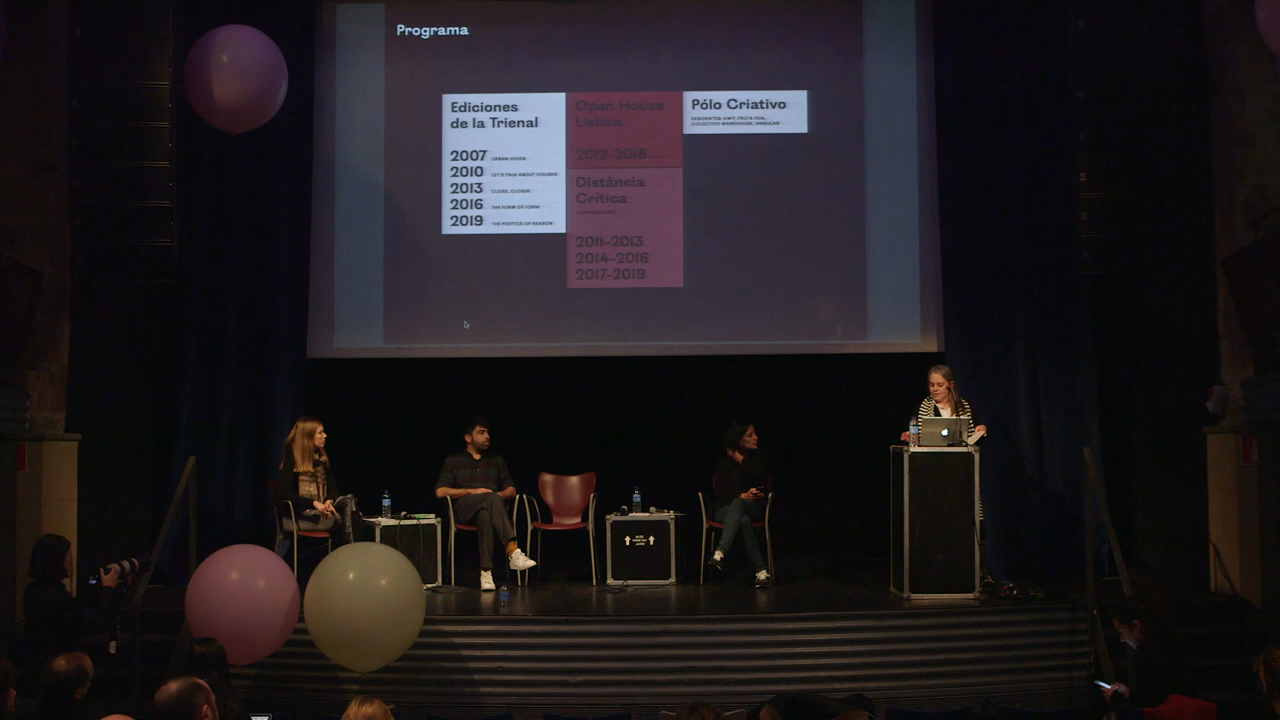 Programa
Ediciones
de la Trienal
2007 URBAN VOIDS
2010 LET'S TALK ABOUT HOUSES
2013 CLOSE, CLOSER
2016 THE FORM OF FORM
2019 THE POETICS OF REASON
Open House
Lisboa
2012-2018
Distância
Crítica
2011-2013
2014-2016
2017-2019
Pólo Criativo